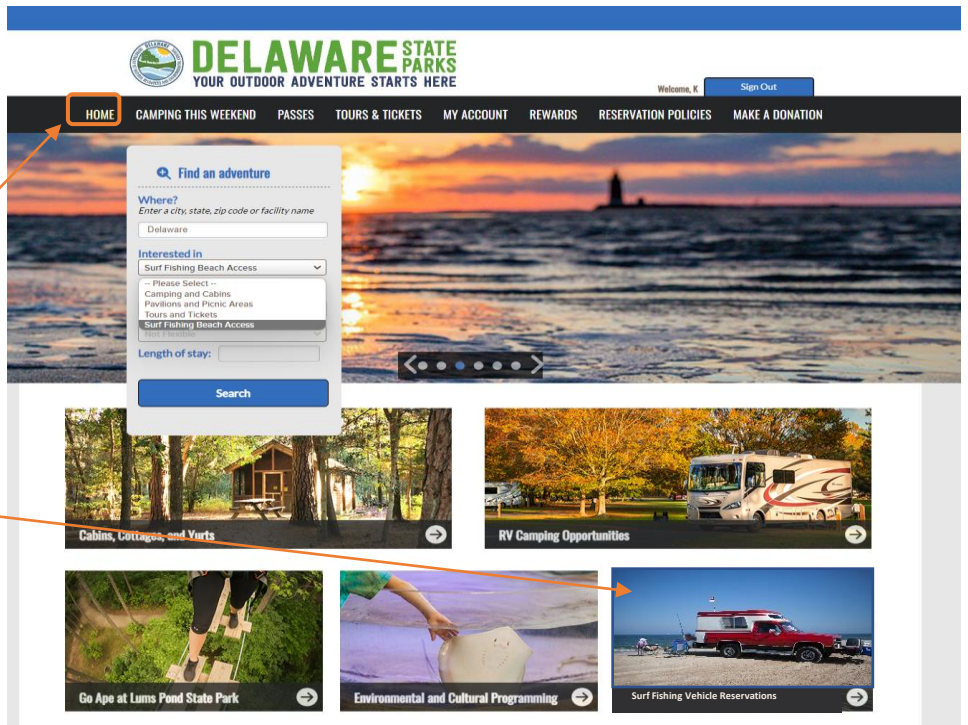 DELAWARE STATE PARKS
YOUR OUTDOOR ADVENTURE STARTS HERE
Welcome, K
Sign Out
HOME CAMPING THIS WEEKEND PASSES TOURS & TICKETS MY ACCOUNT REWARDS RESERVATION POLICIES MAKE A DONATION
Find an adventure
Where?
Enter a city, state, zip code or facility name
Delaware
Interested in
Surf Fishing Beach Access
-- Please Select --
Camping and Cabins
Pavilions and Picnic Areas
Tours and Tickets
Surf Fishing Beach Access
Not Flexible
Length of stay:
Search
Cabins, Cottages, and Yurts
RV Camping Opportunities
Go Ape at Lums Pond State Park
Environmental and Cultural Programming
Surf Fishing Vehicle Reservations